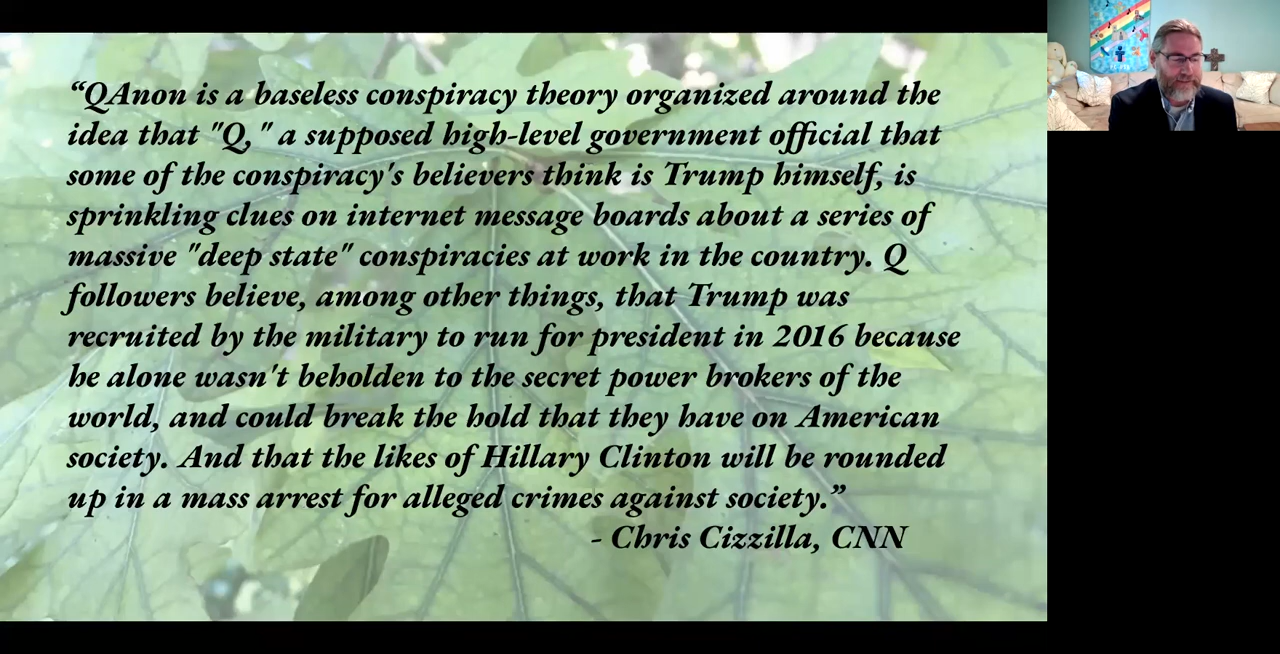 “QAnon is a baseless conspiracy theory organized around the
idea that "Q," a supposed high-level government official that
some of the conspiracy's believers think is Trump himself, is
sprinkling clues on internet message boards about a series of
massive "deep state" conspiracies at work in the country. Q
followers believe, among other things, that Trump was
recruited by the military to run for president in 2016 because
he alone wasn't beholden to the secret power brokers of the
world, and could break the hold that they have on American
society. And that the likes of Hillary Clinton will be rounded
up in a mass arrest for alleged crimes against society.”
- Chris Cizzilla, CNN